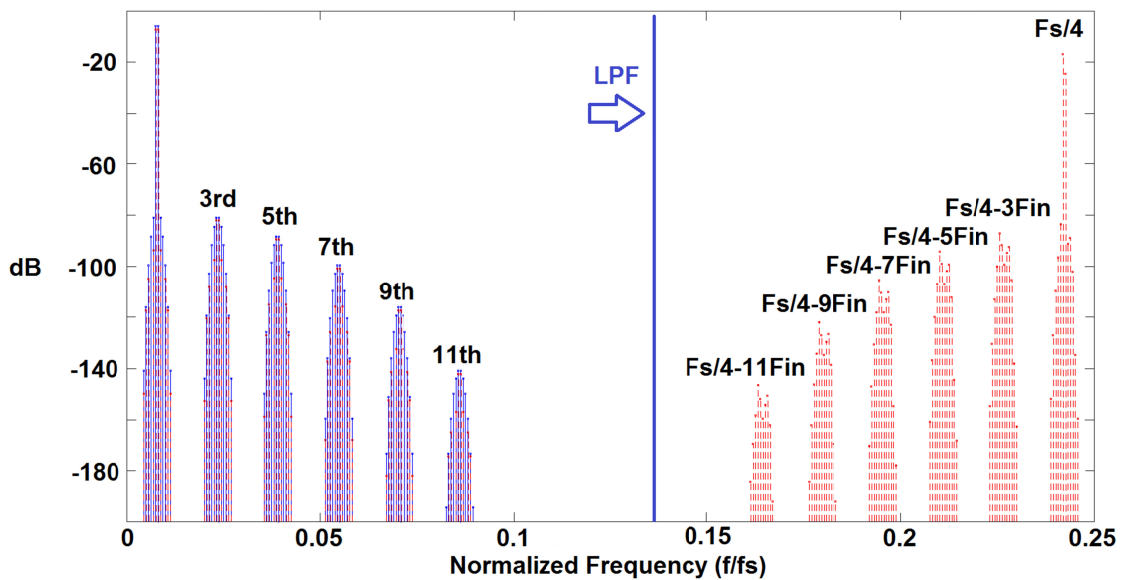 Fs/4
-20
LPF
-60
3rd
Fs/4-3Fin
5th
Fs/4-5Fin
7th
dB
-100
Fs/4-7Fin
9th
Fs/4-9Fin
11th
-140
Fs/4-11Fin
-180
0
0.05
0.1
0.15
0.2
0.25
Normalized Frequency (f/fs)